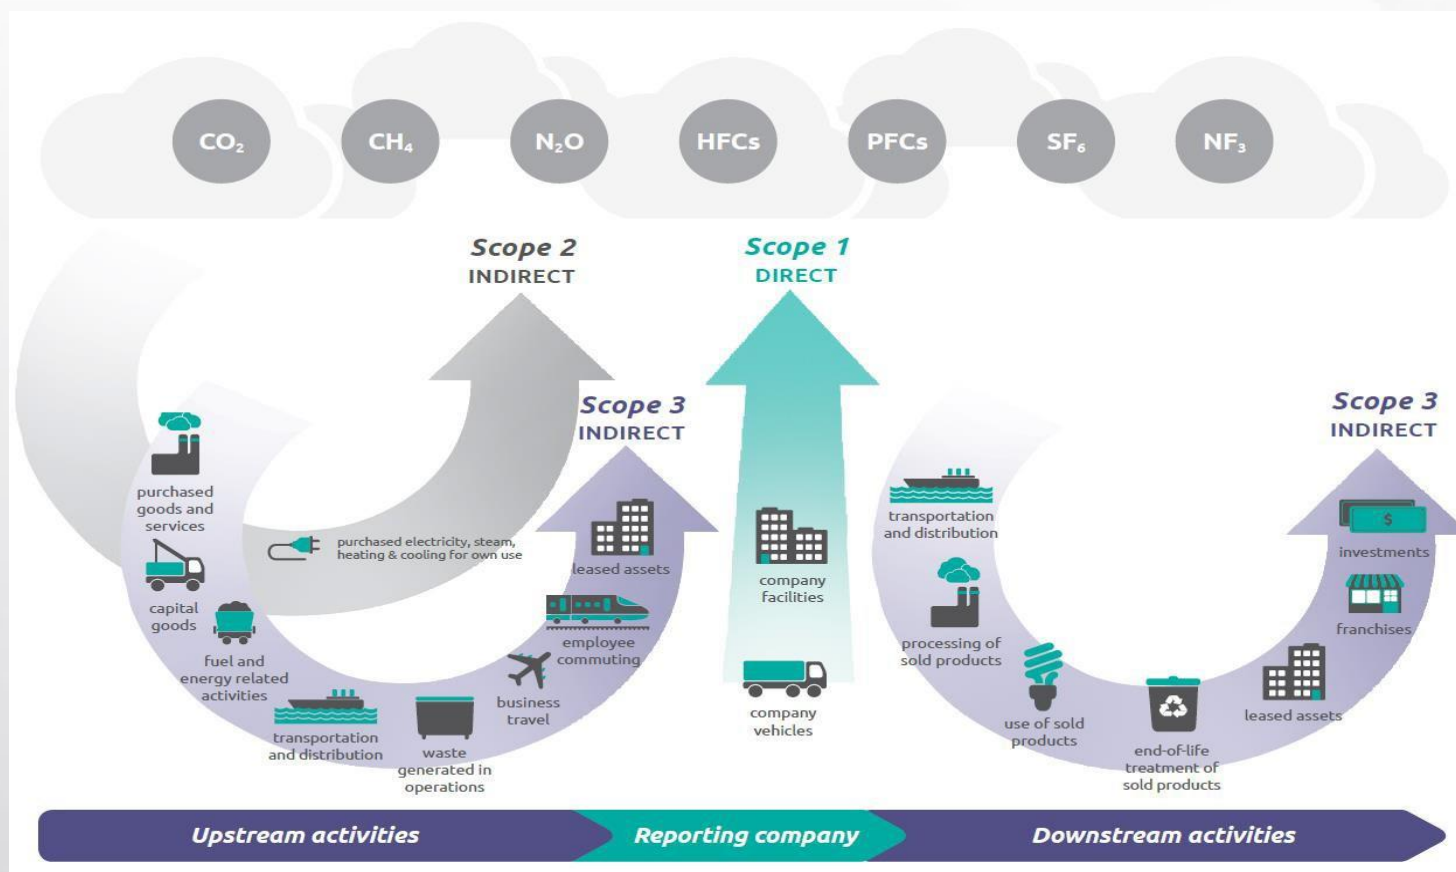 CO₂
CH₄
N₂O
HFCs
PFCs
SF₆
NF₃
Scope 2
INDIRECT
Scope 1
DIRECT
Scope 3
INDIRECT
Scope 3
INDIRECT
purchased
goods and
services
capital
goods
fuel and
energy related
activities
transportation
and distribution
waste
generated in
operations
business
travel
employee
commuting
leased assets
purchased electricity, steam,
heating & cooling for own use
company
facilities
company
vehicles
transportation
and distribution
processing of
sold products
use of sold
products
end-of-life
treatment of
sold products
leased assets
franchises
investments
$
Upstream activities
Reporting company
Downstream activities